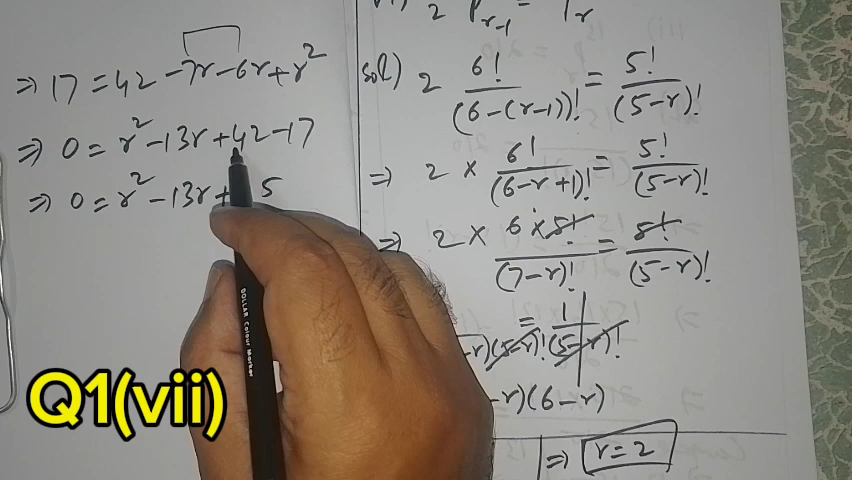 ⇒ 17 = 42 - 7r - 6r + r²
⇒ 0 = r² - 13r + 42 - 17
⇒ 0 = r² - 13r + 5
2 P r-1 = Pr
sol) 2 6! / (6-(r-1))! = 5! / (5-r)!
⇒ 2 × 6! / (6-r+1)! = 5! / (5-r)!
⇒ 2 × 6 × 5! / (7-r)! = 5! / (5-r)!
-r)(5-r)! = 1 / (5-r)!
-r)(6-r)
⇒ r = 2
DOLLAR Colour Marker
Q1(vii)